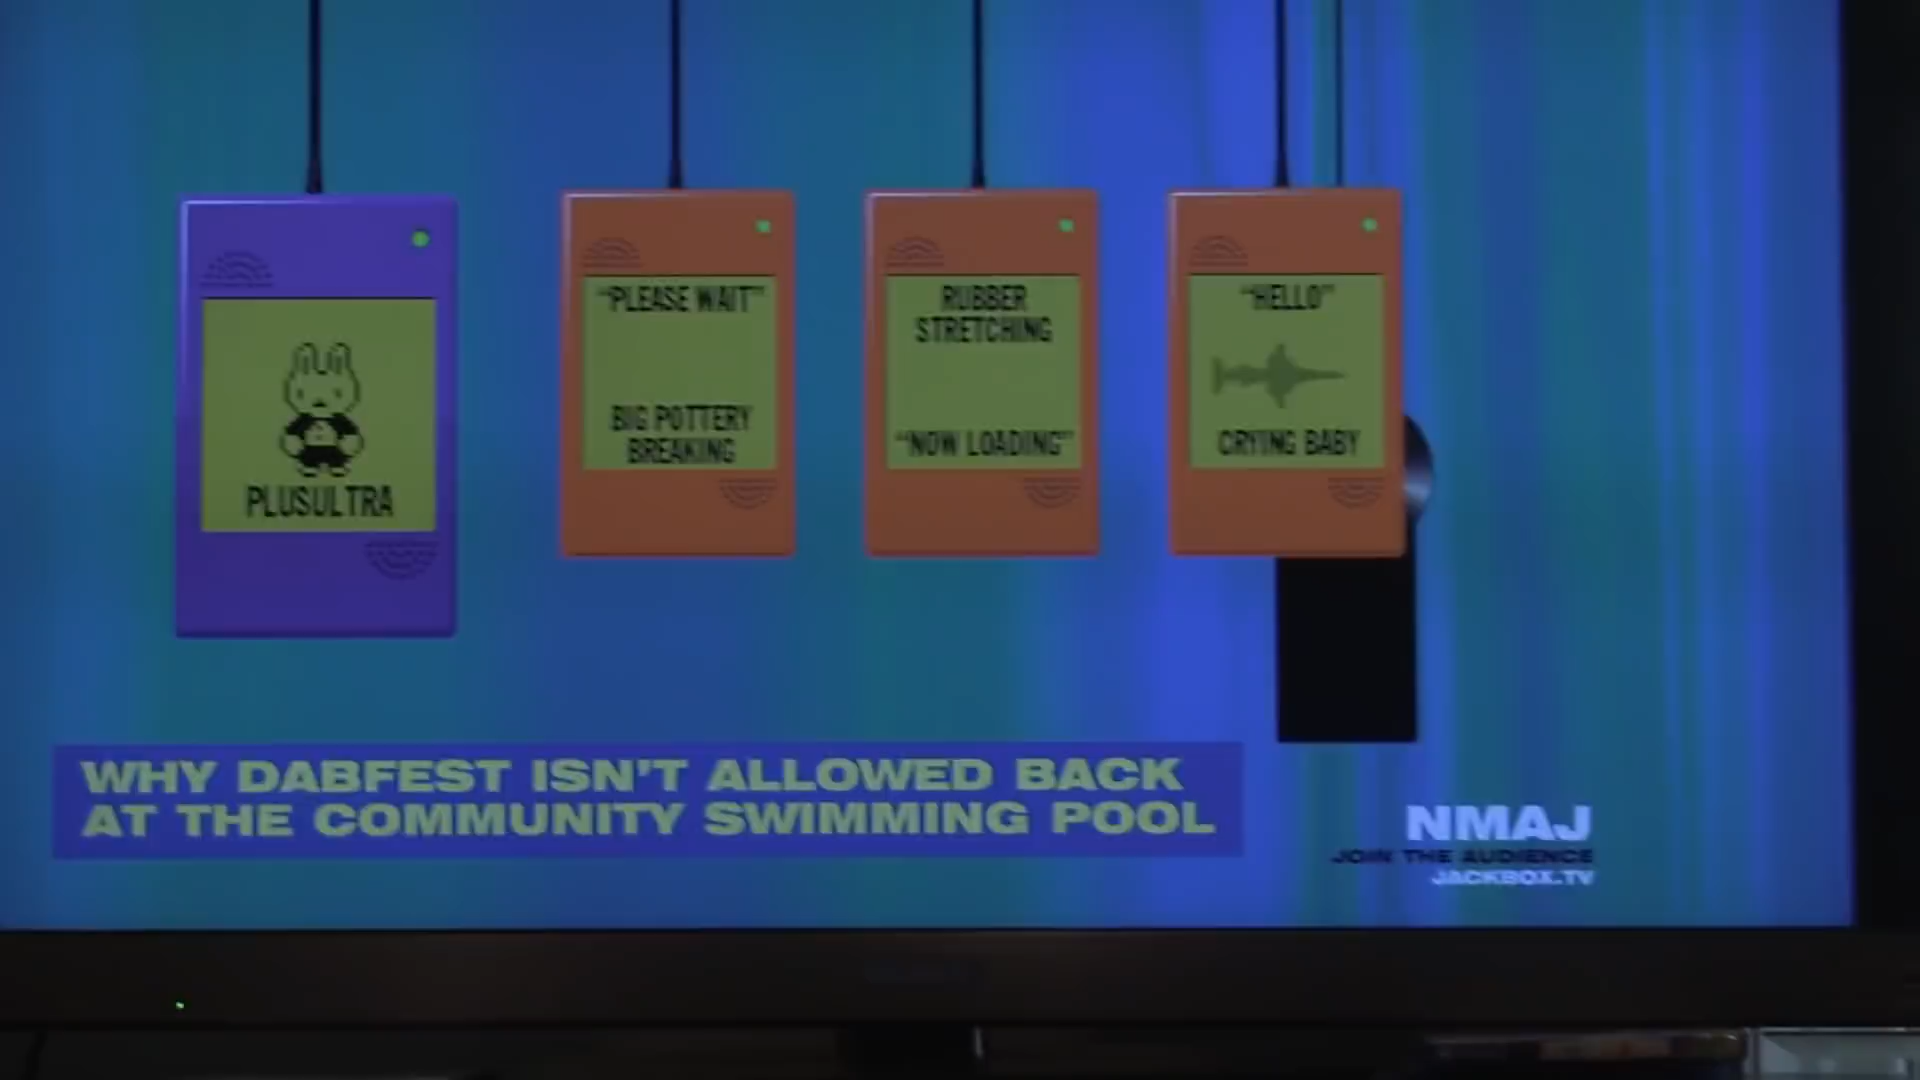 PLUSULTRA
"PLEASE WAIT"
BIG POTTERY
BREAKING
RUBBER
STRETCHING
"NOW LOADING"
"HELLO"
CRYING BABY
WHY DABFEST ISN'T ALLOWED BACK
AT THE COMMUNITY SWIMMING POOL
NMAJ
JOIN THE AUDIENCE
JACKBOX.TV